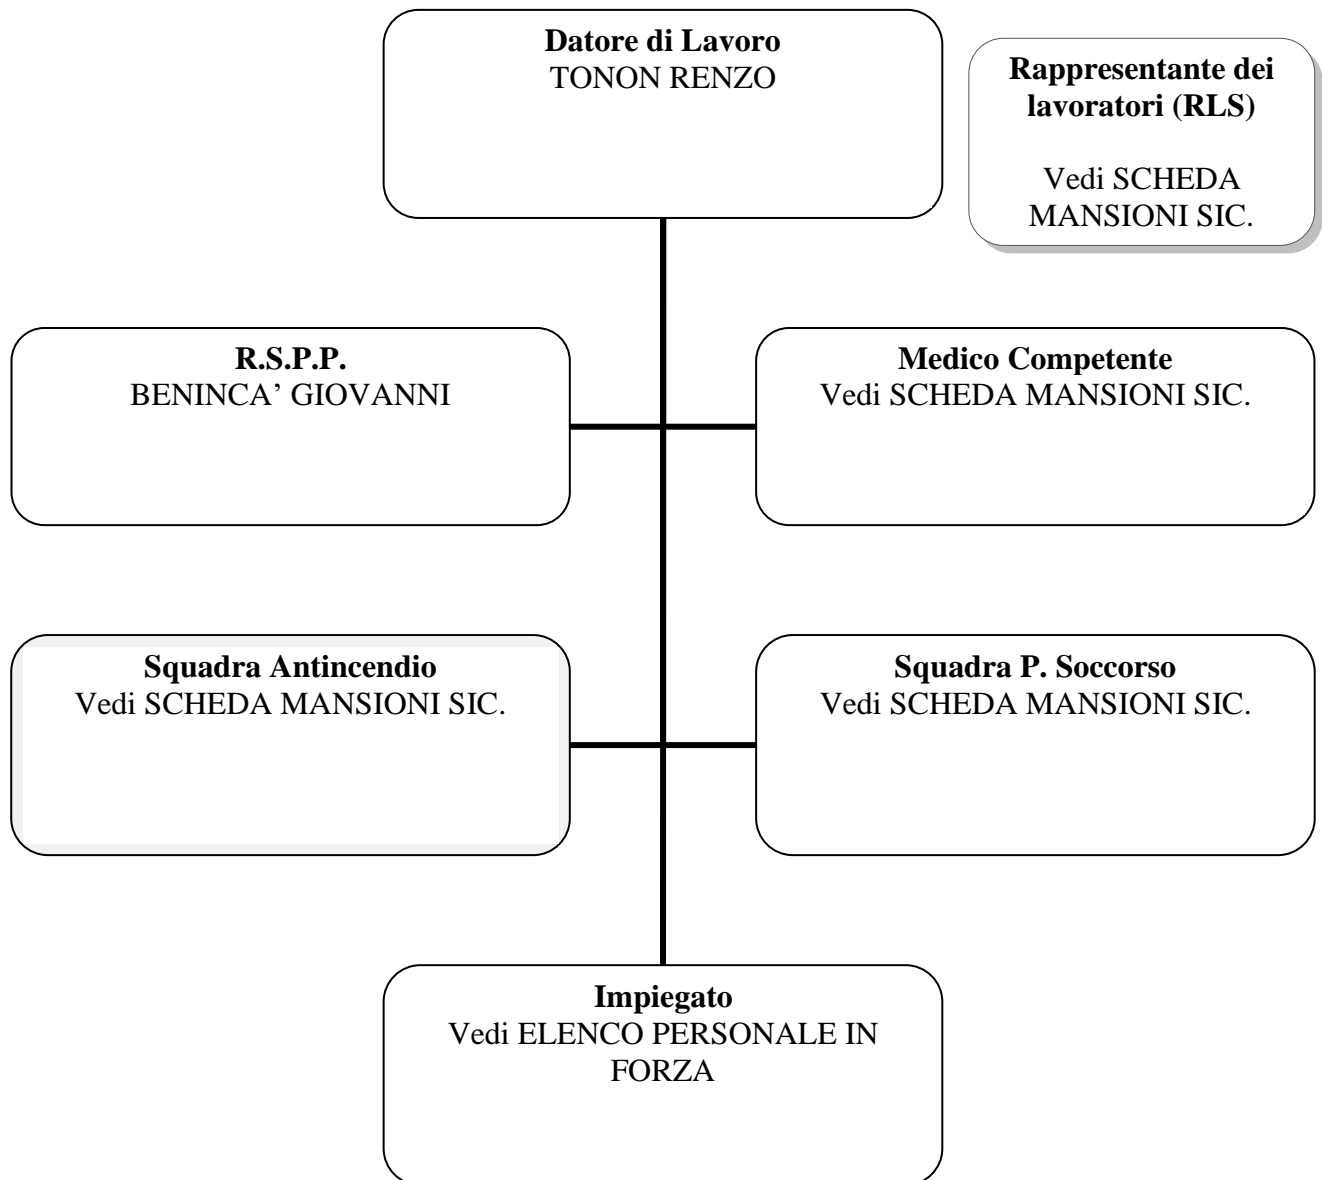 Datore di Lavoro
TONON RENZO
Rappresentante dei
lavoratori (RLS)
Vedi SCHEDA
MANSIONI SIC.
R.S.P.P.
BENINCA’ GIOVANNI
Medico Competente
Vedi SCHEDA MANSIONI SIC.
Squadra Antincendio
Vedi SCHEDA MANSIONI SIC.
Squadra P. Soccorso
Vedi SCHEDA MANSIONI SIC.
Impiegato
Vedi ELENCO PERSONALE IN
FORZA